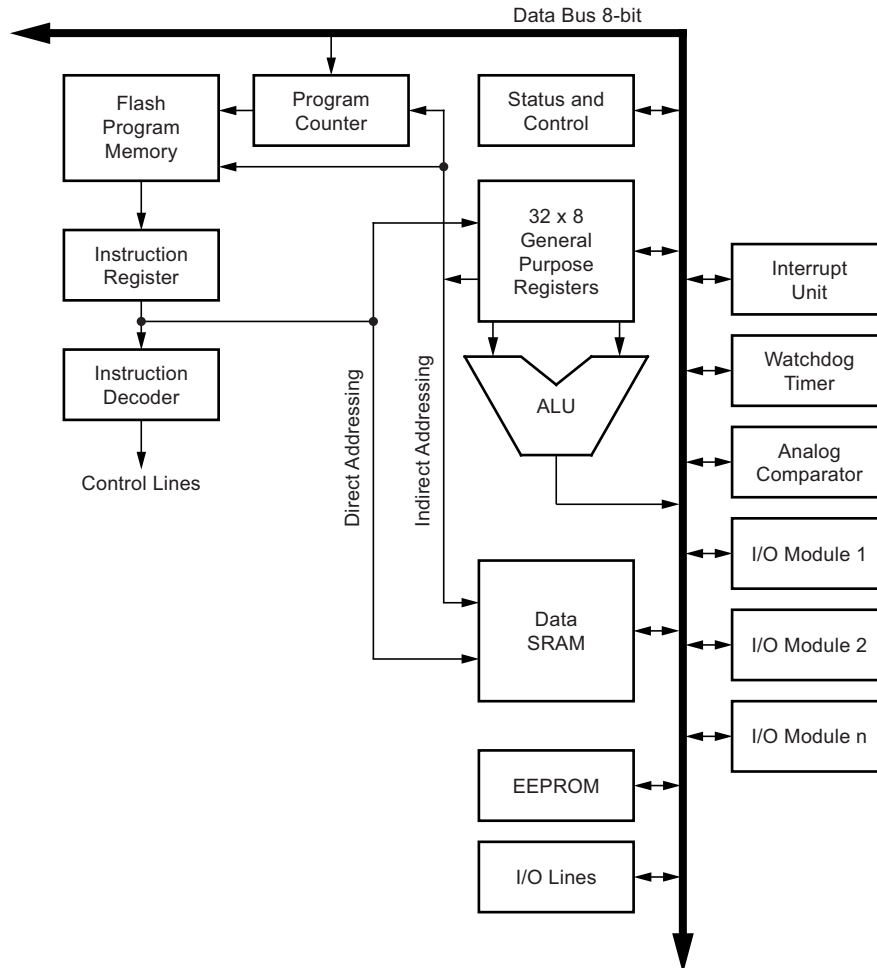 Data Bus 8-bit
Flash
Program
Memory
Program
Counter
Status and
Control
32 x 8
General
Purpose
Registers
Instruction
Register
Interrupt
Unit
Instruction
Decoder
Watchdog
Timer
ALU
Direct Addressing
Indirect Addressing
Analog
Comparator
Control Lines
I/O Module 1
Data
SRAM
I/O Module 2
I/O Module n
EEPROM
I/O Lines